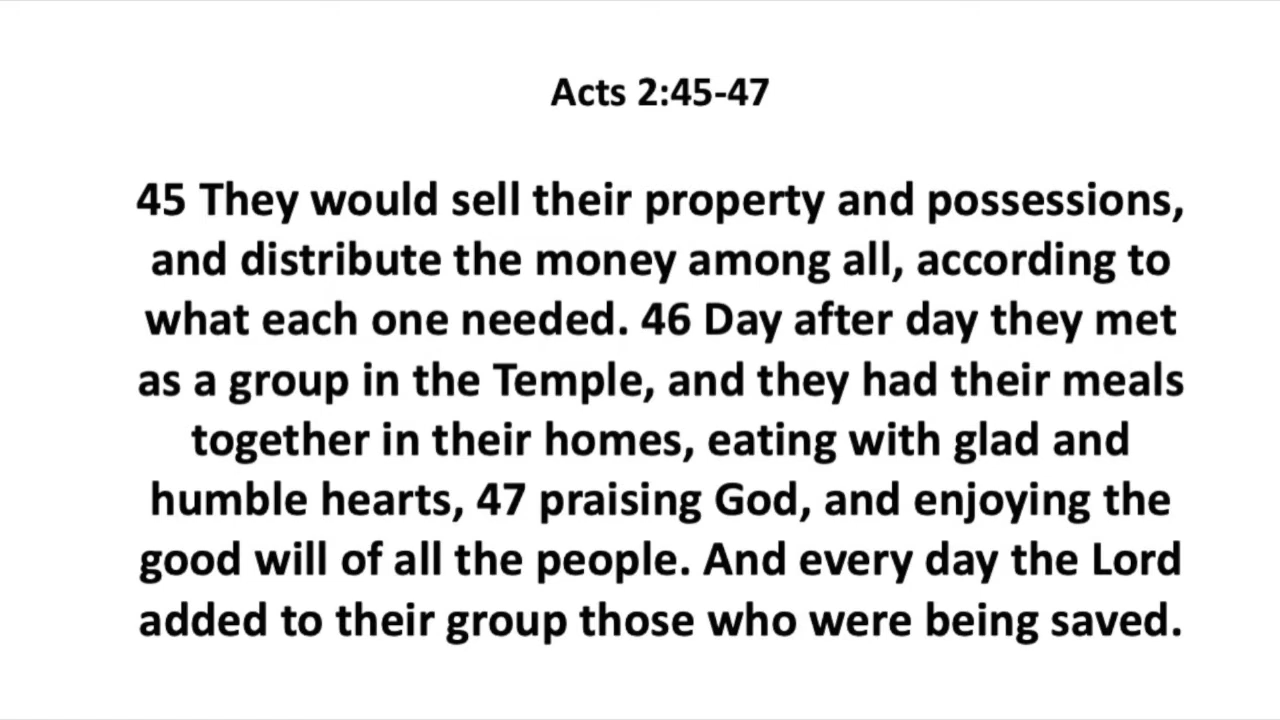 Acts 2:45-47
45 They would sell their property and possessions,
and distribute the money among all, according to
what each one needed. 46 Day after day they met
as a group in the Temple, and they had their meals
together in their homes, eating with glad and
humble hearts, 47 praising God, and enjoying the
good will of all the people. And every day the Lord
added to their group those who were being saved.